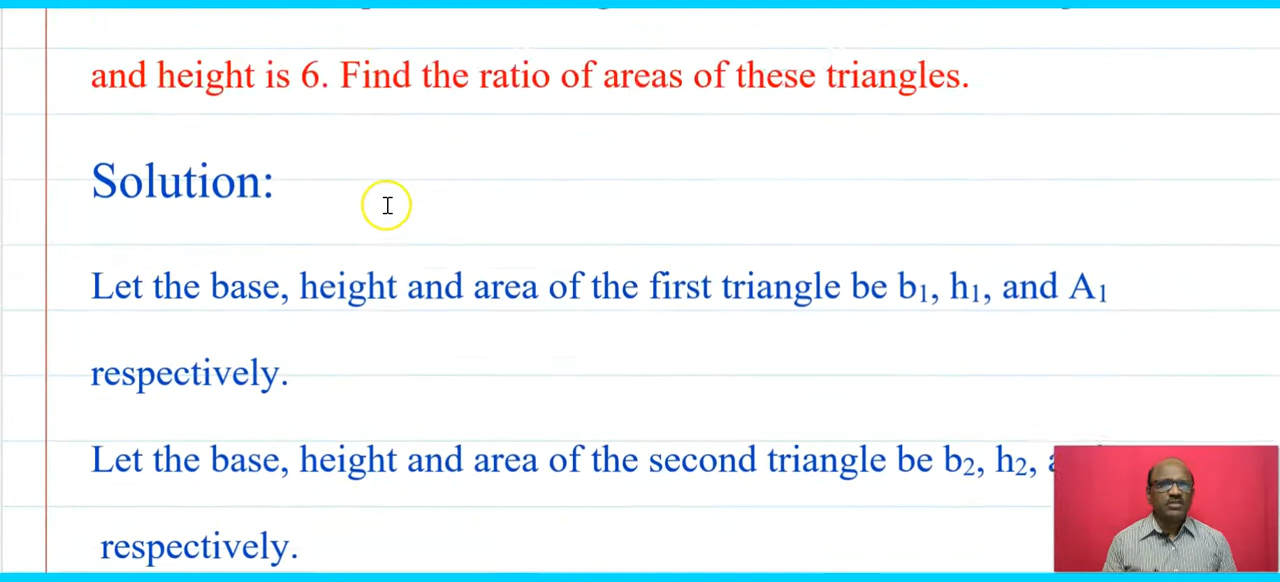 and height is 6. Find the ratio of areas of these triangles.
Solution:
Let the base, height and area of the first triangle be b₁, h₁, and A₁
respectively.
Let the base, height and area of the second triangle be b₂, h₂,
respectively.